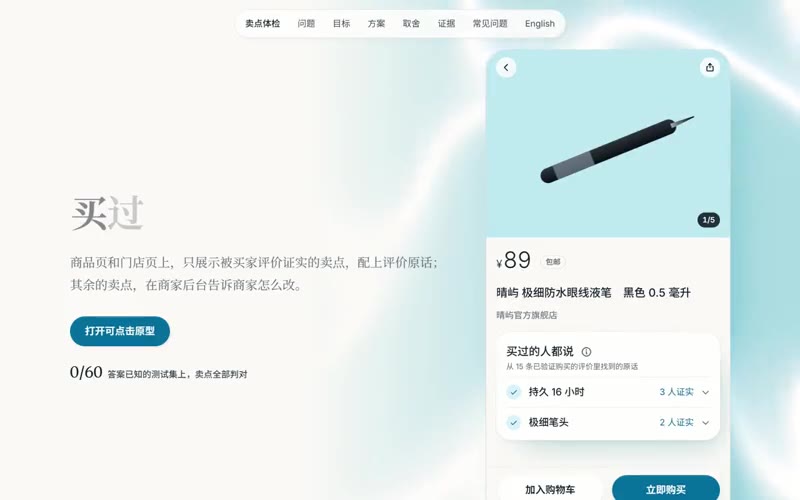 卖点体检 问题 目标 方案 取舍 证据 常见问题 English
买过
商品页和门店页上，只展示被买家评价证实的卖点，配上评价原话；
其余的卖点，在商家后台告诉商家怎么改。
打开可点击原型
0/60 答案已知的测试集上，卖点全部判对
1/5
¥89 包邮
晴屿 极细防水眼线液笔 黑色 0.5 毫升
晴屿官方旗舰店
买过的人都说
从 15 条已验证购买的评价里找到的原话
持久 16 小时 3 人证实
极细笔头 2 人证实
加入购物车 立即购买